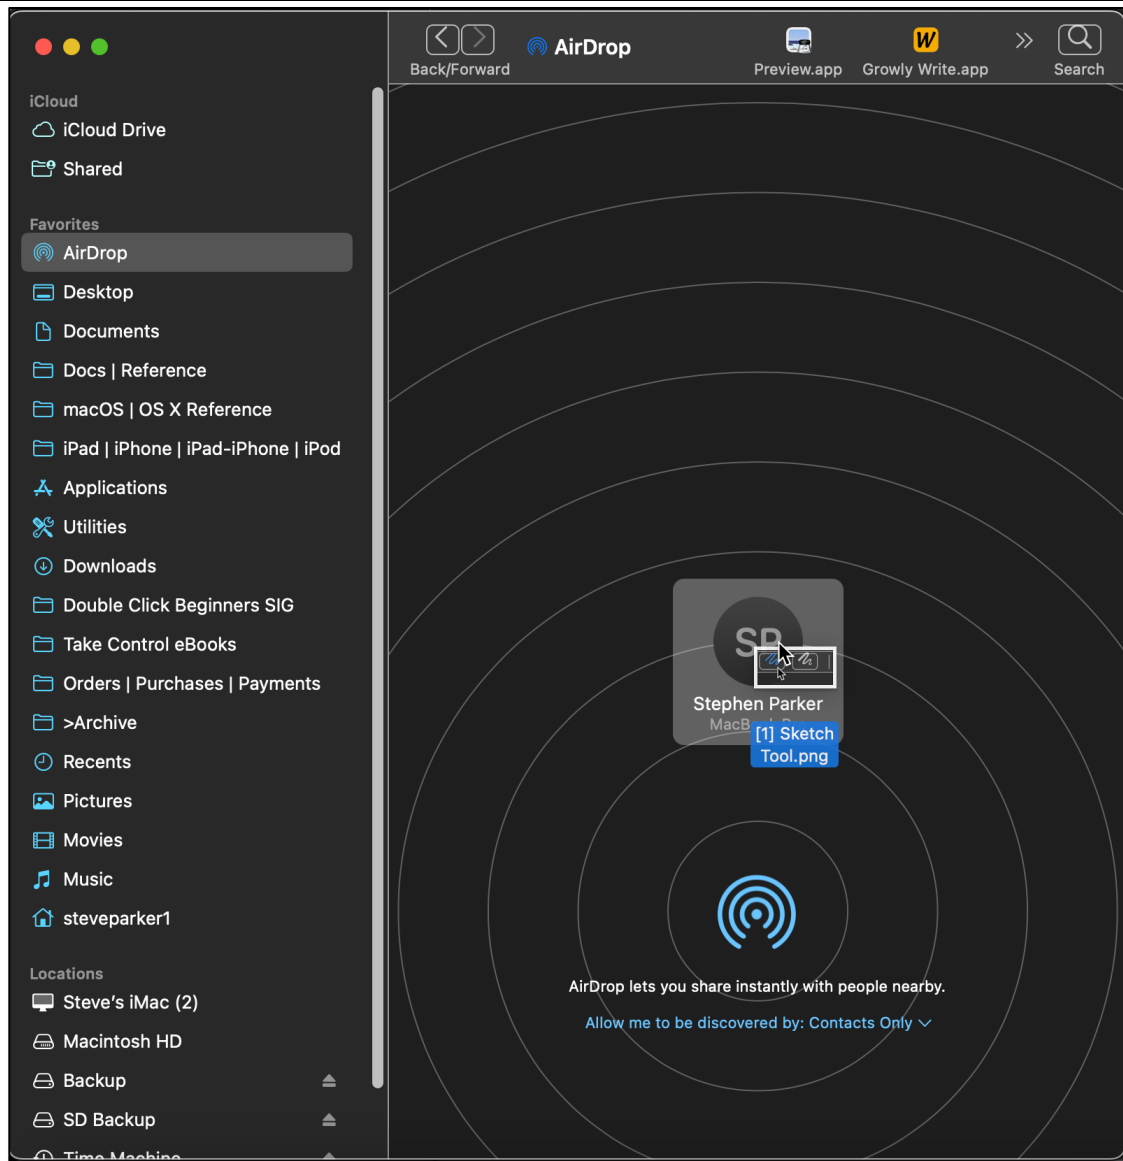 iCloud
iCloud Drive
Shared
Favorites
AirDrop
Desktop
Documents
Docs | Reference
macOS | OS X Reference
iPad | iPhone | iPad-iPhone | iPod
Applications
Utilities
Downloads
Double Click Beginners SIG
Take Control eBooks
Orders | Purchases | Payments
>Archive
Recents
Pictures
Movies
Music
steveparker1
Locations
Steve's iMac (2)
Macintosh HD
Backup
SD Backup
Time Machine
Back/Forward
AirDrop
Preview.app
W
Growly Write.app
Search
SP
Stephen Parker
[1] Sketch
Tool.png
AirDrop lets you share instantly with people nearby.
Allow me to be discovered by: Contacts Only